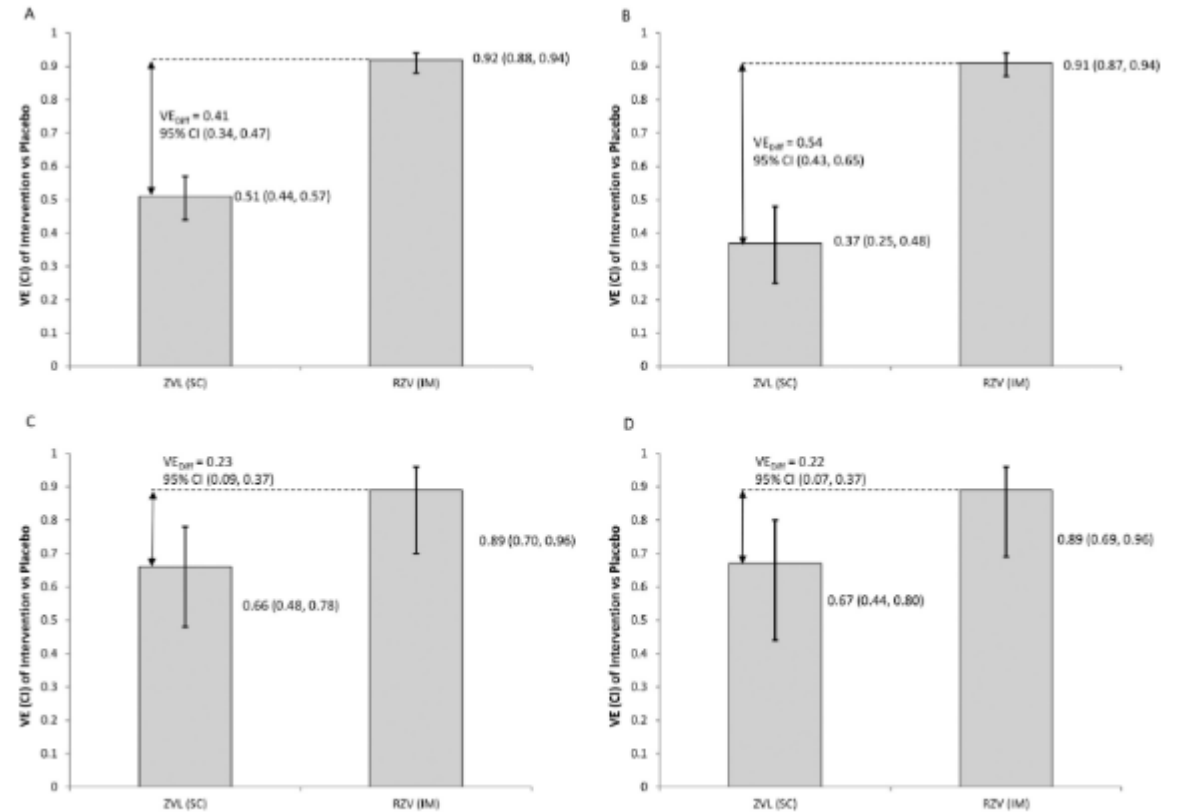 A
VE (CI) of Intervention vs Placebo
1
0.9
0.8
0.7
0.6
0.5
0.4
0.3
0.2
0.1
0
VE_Diff = 0.41
95% CI (0.34, 0.47)
0.92 (0.88, 0.94)
0.51 (0.44, 0.57)
ZVL (SC)
RZV (IM)
B
VE (CI) of Intervention vs Placebo
1
0.9
0.8
0.7
0.6
0.5
0.4
0.3
0.2
0.1
0
VE_Diff = 0.54
95% CI (0.43, 0.65)
0.91 (0.87, 0.94)
0.37 (0.25, 0.48)
ZVL (SC)
RZV (IM)
C
VE (CI) of Intervention vs Placebo
1
0.9
0.8
0.7
0.6
0.5
0.4
0.3
0.2
0.1
0
VE_Diff = 0.23
95% CI (0.09, 0.37)
0.89 (0.70, 0.96)
0.66 (0.48, 0.78)
ZVL (SC)
RZV (IM)
D
VE (CI) of Intervention vs Placebo
1
0.9
0.8
0.7
0.6
0.5
0.4
0.3
0.2
0.1
0
VE_Diff = 0.22
95% CI (0.07, 0.37)
0.89 (0.69, 0.96)
0.67 (0.44, 0.80)
ZVL (SC)
RZV (IM)